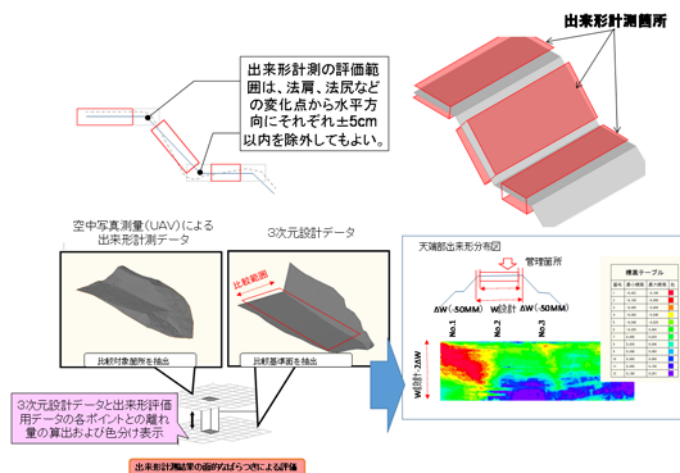 出来形計測箇所
出来形計測の評価範
囲は、法肩、法尻など
の変化点から水平方
向にそれぞれ±5cm
以内を除外してもよい。
空中写真測量(UAV)による
出来形計測データ
3次元設計データ
比較範囲
比較対象箇所を抽出
比較基準面を抽出
3次元設計データと出来形評価
用データの各ポイントとの離れ
量の算出および色分け表示
出来形計測結果の面的なばらつきによる評価
天端部出来形分布図
管理箇所
ΔW(-50MM)
W設計
ΔW(-50MM)
No.1
No.2
No.3
W設計-2ΔW
標高テーブル